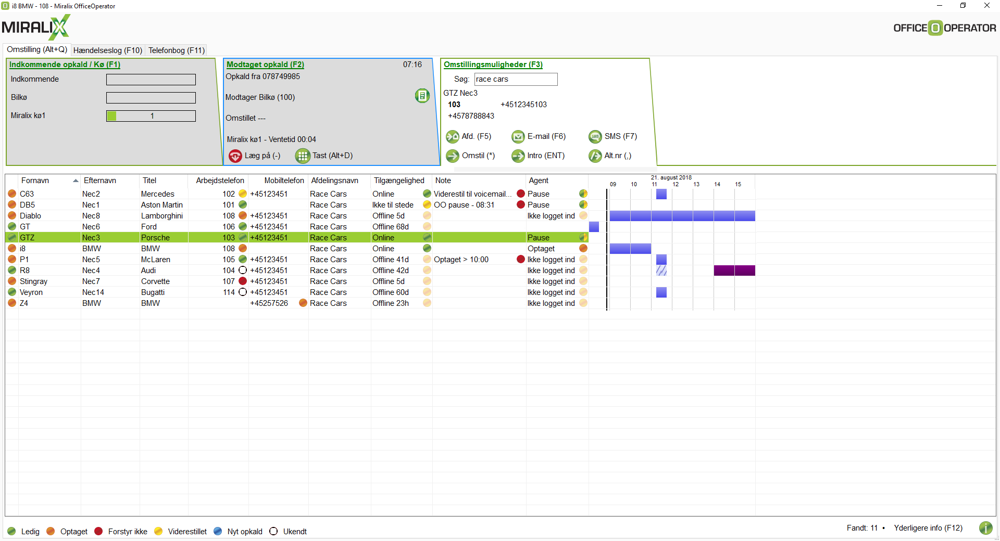 i8 BMW - 108 - Miralix OfficeOperator
MIRALIX
OFFICE OPERATOR
Omstilling (Alt+Q) Hændelseslog (F10) Telefonbog (F11)
Indkommende opkald / Kø (F1)
Indkommende
Bilkø
Miralix kø1 1
Modtaget opkald (F2) 07:16
Opkald fra 078749985
Modtager Bilkø (100)
Omstillet ---
Miralix kø1 - Ventetid 00:04
Læg på (-) Tast (Alt+D)
Omstillingsmuligheder (F3)
Søg: race cars
GTZ Nec3
103 +4512345103
+4578788843
Afd. (F5) E-mail (F6) SMS SMS (F7)
Omstil (*) Intro (ENT) Alt.nr (,)
Fornavn Efternavn Titel Arbejdstelefon Mobiltelefon Afdelingsnavn Tilgængelighed Note Agent
21. august 2018
09 10 11 12 13 14 15
C63 Nec2 Mercedes 102 +45123451 Race Cars Online Viderestil til voicemail... Pause
DB5 Nec1 Aston Martin 101 Race Cars Ikke til stede OO pause - 08:31 Pause
Diablo Nec8 Lamborghini 108 +45123451 Race Cars Offline 5d Ikke logget ind
GT Nec6 Ford 106 +45123451 Race Cars Offline 68d
GTZ Nec3 Porsche 103 +45123451 Race Cars Online Pause
i8 BMW BMW 108 Race Cars Online Optaget
P1 Nec5 McLaren 105 +45123451 Race Cars Offline 41d Optaget > 10:00 Ikke logget ind
R8 Nec4 Audi 104 +45123451 Race Cars Offline 42d Ikke logget ind
Stingray Nec7 Corvette 107 +45123451 Race Cars Offline 5d Ikke logget ind
Veyron Nec14 Bugatti 114 +45123451 Race Cars Offline 60d Ikke logget ind
Z4 BMW BMW +45257526 Race Cars Offline 23h Ikke logget ind
Ledig Optaget Forstyr ikke Viderestillet Nyt opkald Ukendt
Fandt: 11 • Yderligere info (F12)